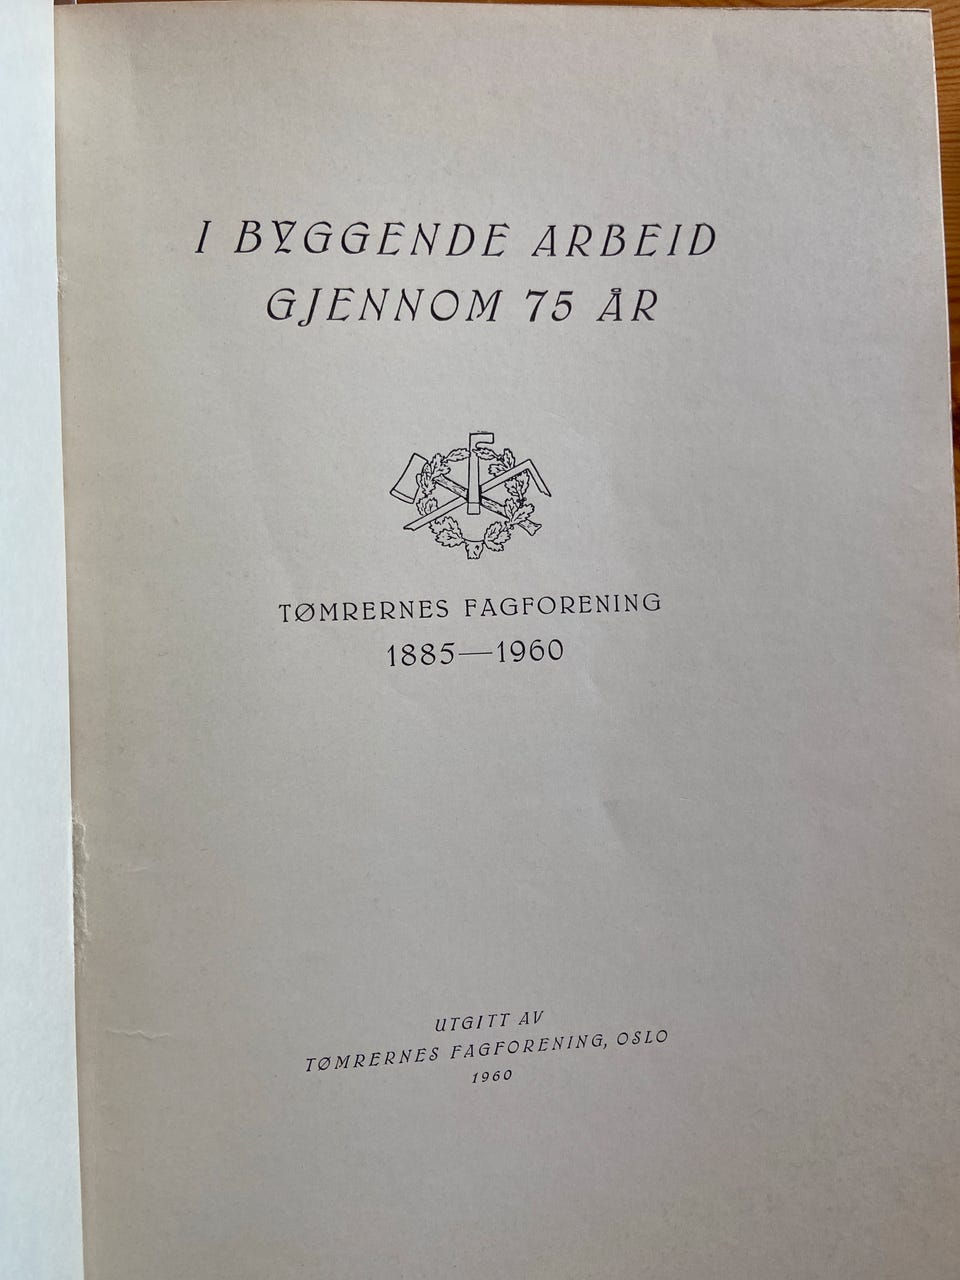 I BYGGENDE ARBEID
GJENNOM 75 ÅR
TØMRERNES FAGFORENING
1885—1960
UTGITT AV
TØMRERNES FAGFORENING, OSLO
1960